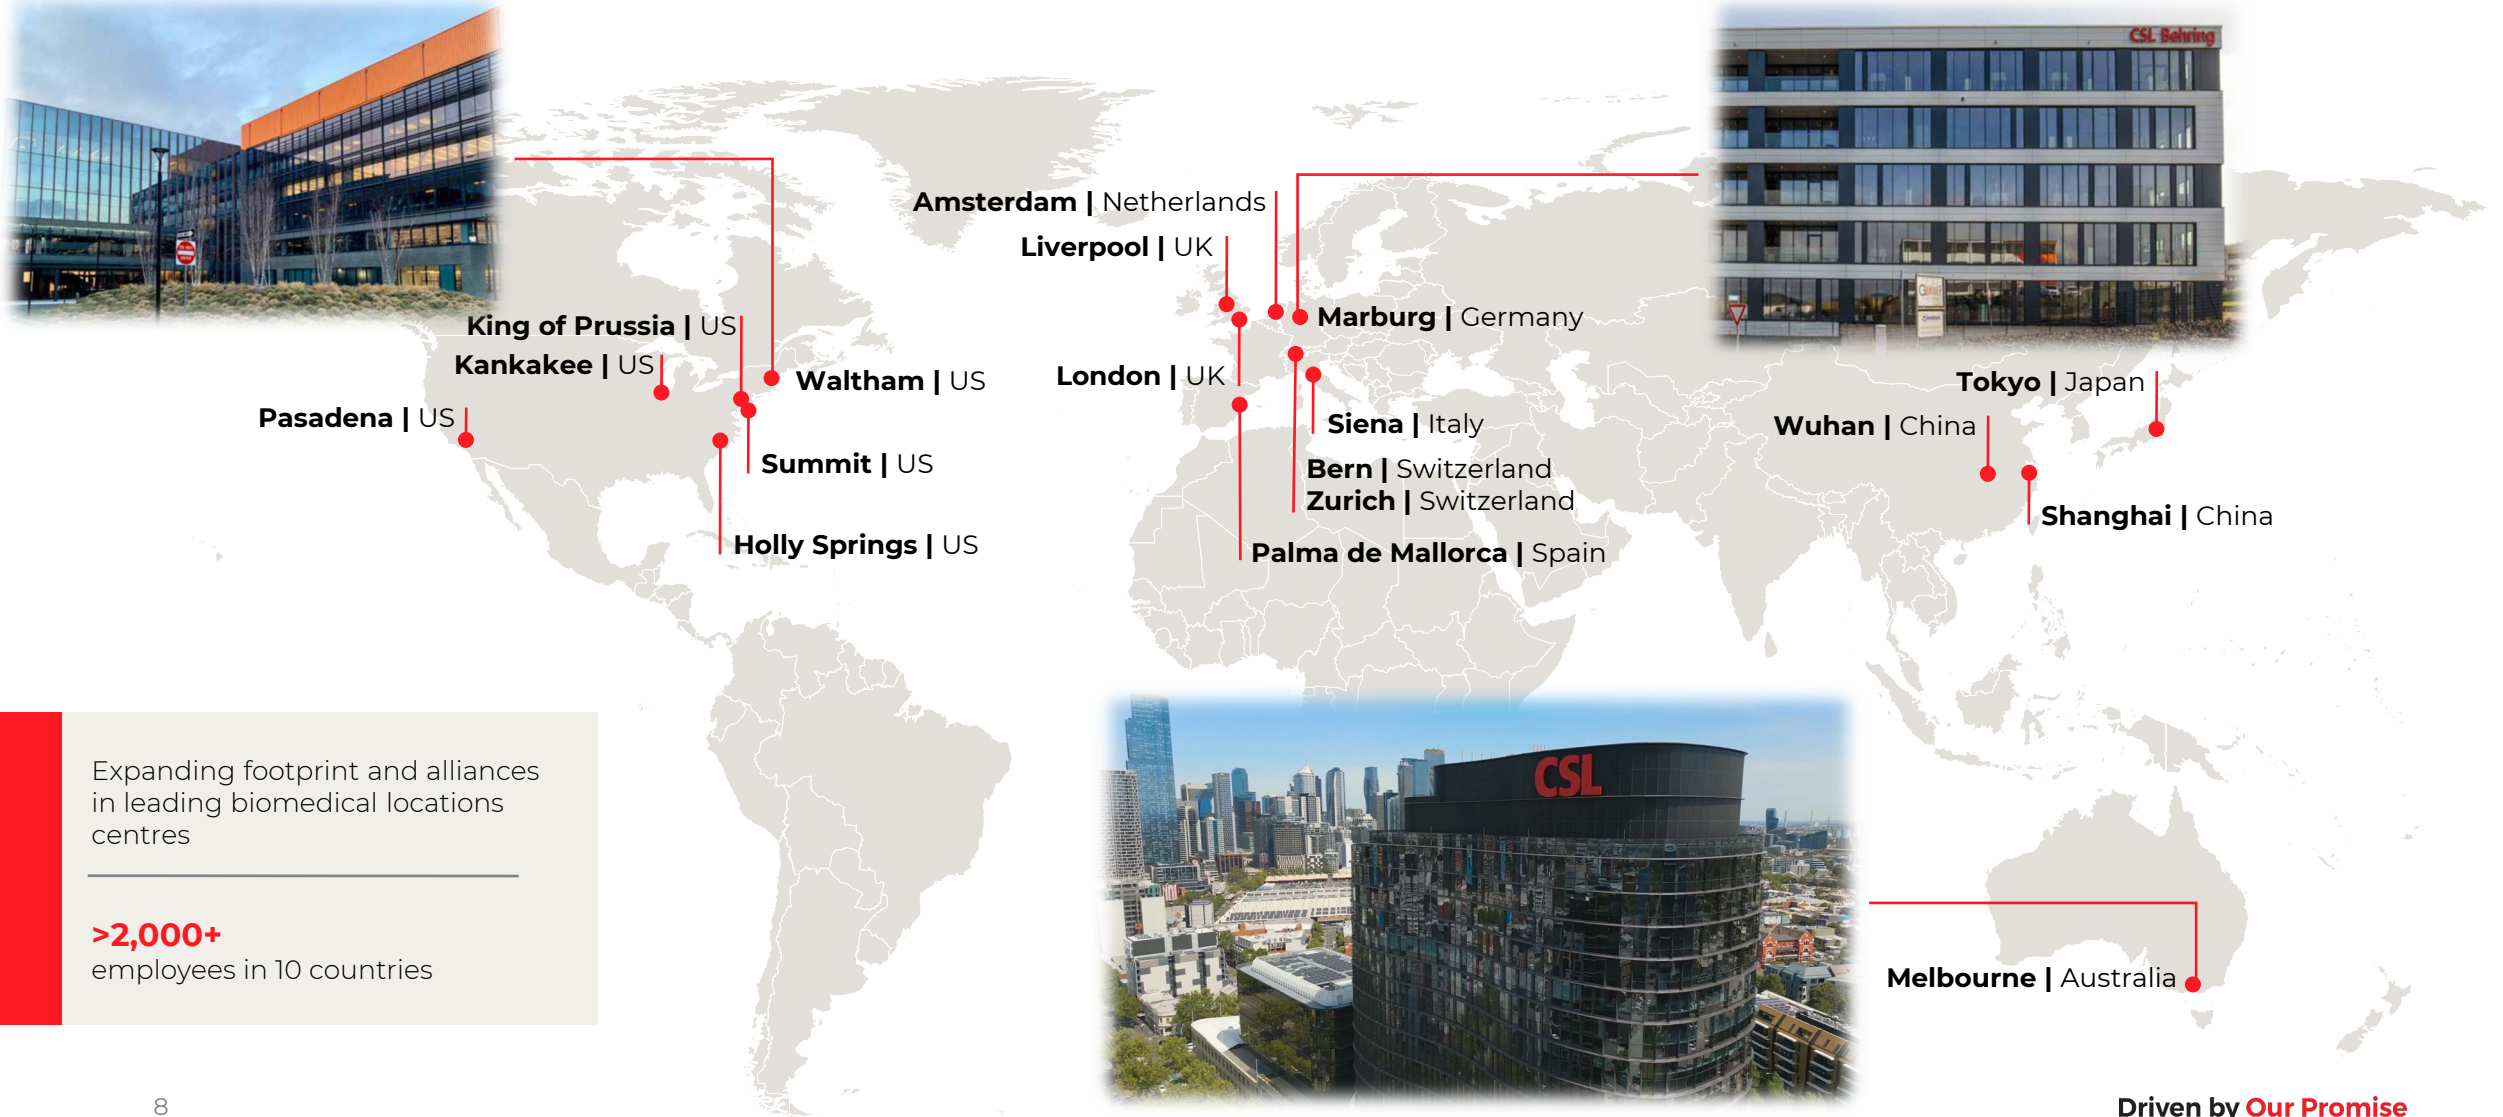 CSL Behring
Amsterdam | Netherlands
Liverpool | UK
King of Prussia | US
Kankakee | US
Pasadena | US
Waltham | US
Summit | US
Holly Springs | US
London | UK
Marburg | Germany
Siena | Italy
Bern | Switzerland
Zurich | Switzerland
Palma de Mallorca | Spain
Tokyo | Japan
Wuhan | China
Shanghai | China
CSL
Melbourne | Australia
Expanding footprint and alliances
in leading biomedical locations
centres
>2,000+
employees in 10 countries
8
Driven by Our Promise